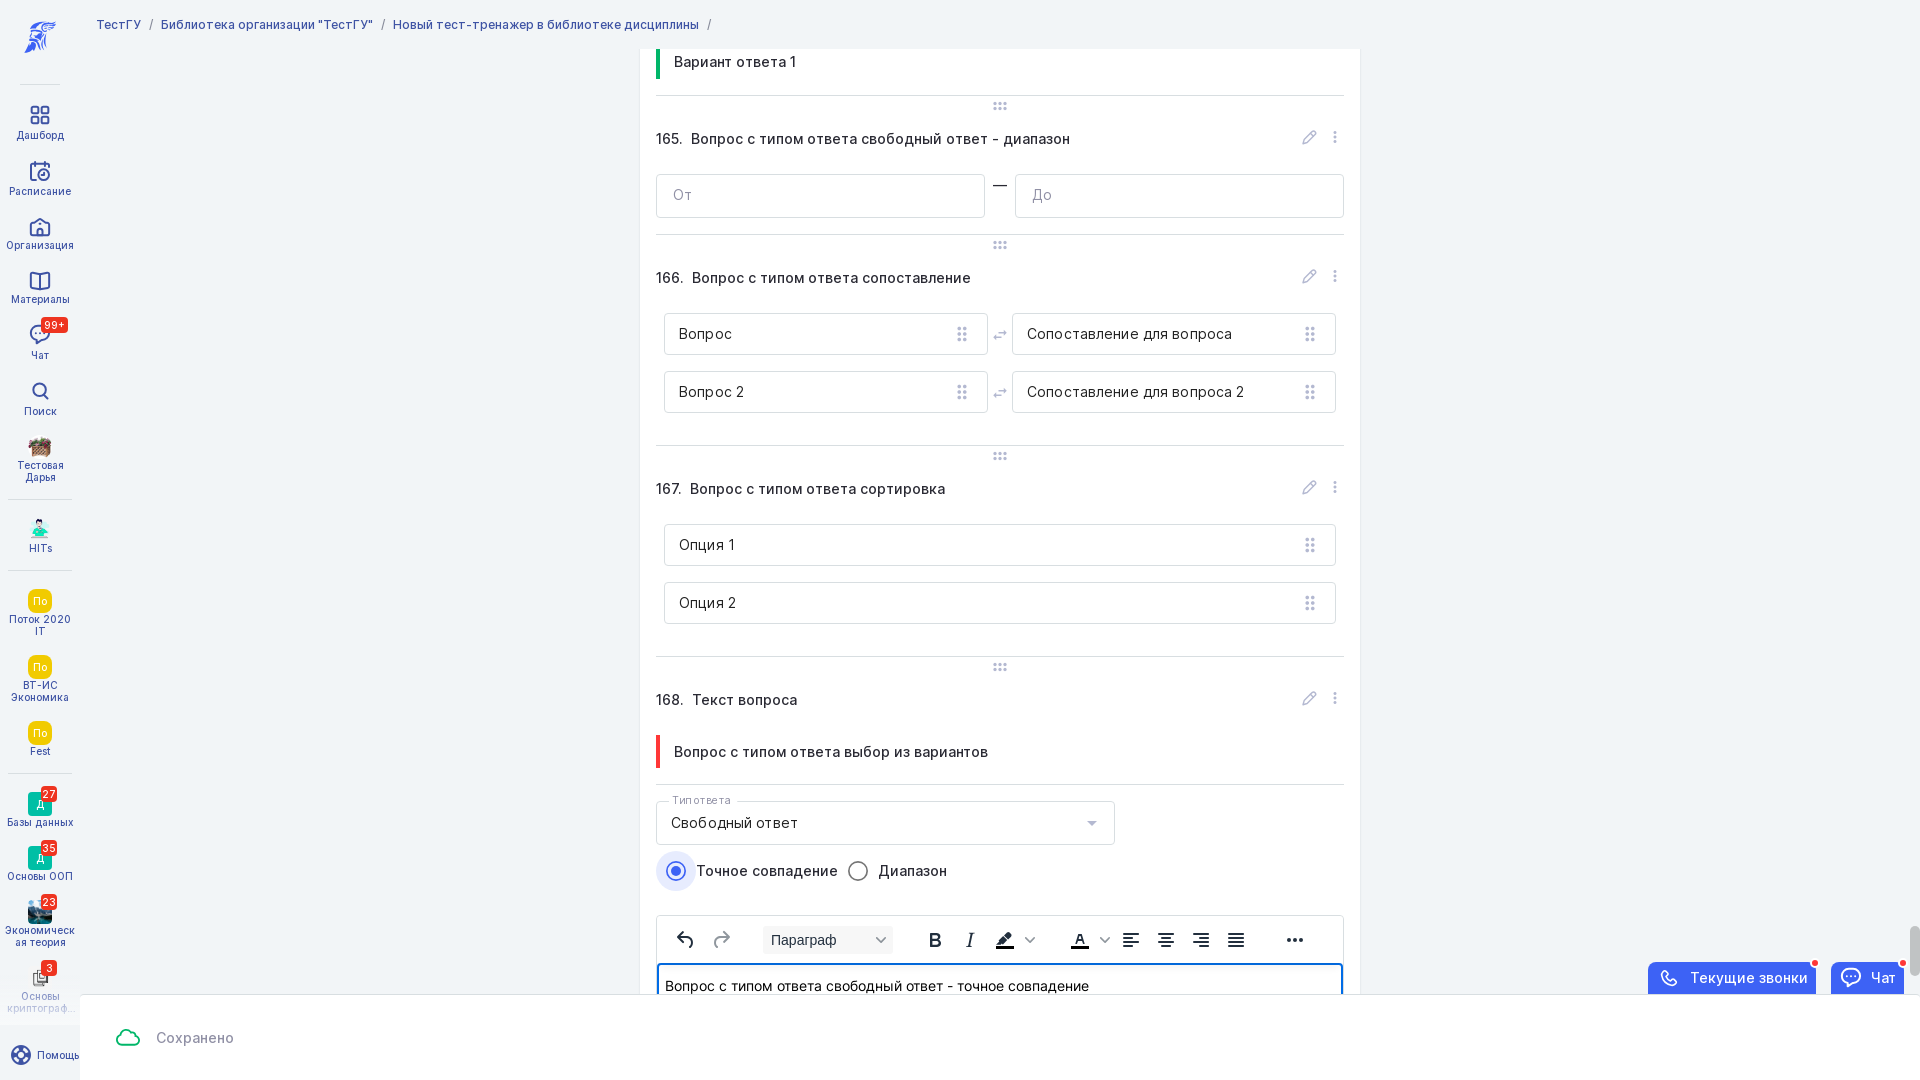 ТестГУ / Библиотека организации "ТестГУ" / Новый тест-тренажер в библиотеке дисциплины /
Дашборд
Расписание
Организация
Материалы
99+
Чат
Поиск
Тестовая
Дарья
HITs
По
Поток 2020
IT
По
ВТ-ИС
Экономика
По
Fest
27
Д
Базы данных
35
Д
Основы ООП
23
Экономическ
ая теория
3
Основы
криптограф...
Помощь
Вариант ответа 1
165. Вопрос с типом ответа свободный ответ - диапазон
От — До
166. Вопрос с типом ответа сопоставление
Вопрос Сопоставление для вопроса
Вопрос 2 Сопоставление для вопроса 2
167. Вопрос с типом ответа сортировка
Опция 1
Опция 2
168. Текст вопроса
Вопрос с типом ответа выбор из вариантов
Тип ответа
Свободный ответ
Точное совпадение Диапазон
Параграф B I A
Вопрос с типом ответа свободный ответ - точное совпадение
Текущие звонки Чат
Сохранено